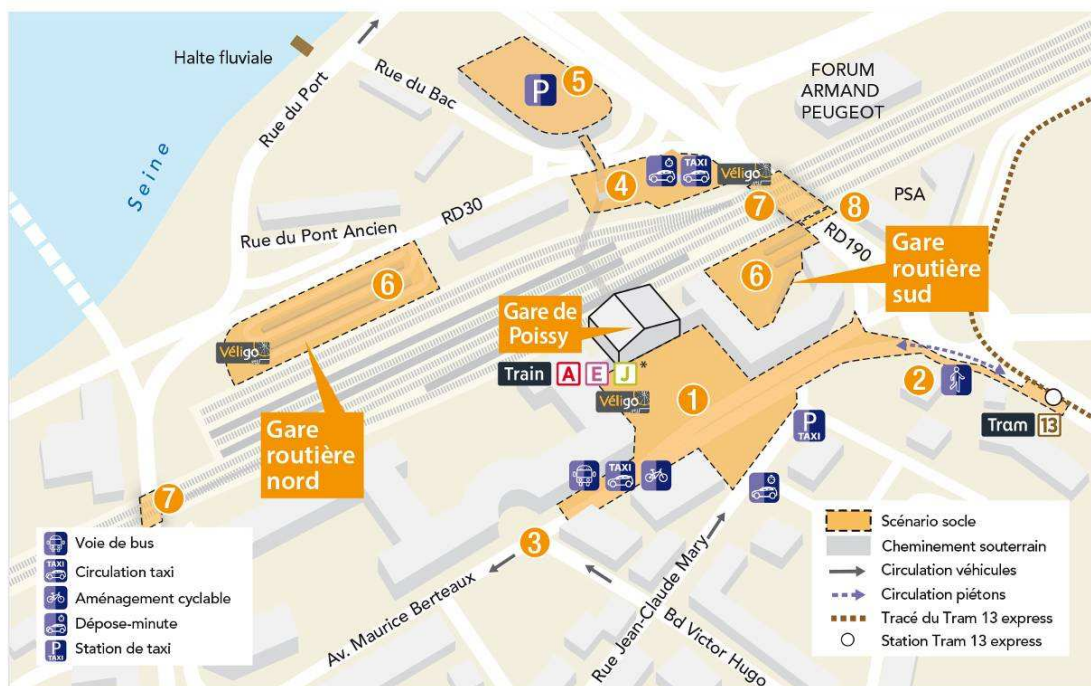 Halte fluviale
Rue du Port
Rue du Bac
P
5
FORUM
ARMAND
PEUGEOT
Seine
4
TAXI
Véligo
7
8
PSA
RD190
RD30
Rue du Pont Ancien
6
6
Gare
routière
sud
Gare de
Poissy
Véligo
Train A E J *
Véligo
1
2
Tram 13
P
TAXI
Gare
routière
nord
TAXI
7
3
Av. Maurice Berteaux
Rue Jean-Claude Mary
Bd Victor Hugo
Voie de bus
TAXI
Circulation taxi
Aménagement cyclable
Dépose-minute
P
TAXI
Station de taxi
Scénario socle
Cheminement souterrain
Circulation véhicules
Circulation piétons
Tracé du Tram 13 express
Station Tram 13 express